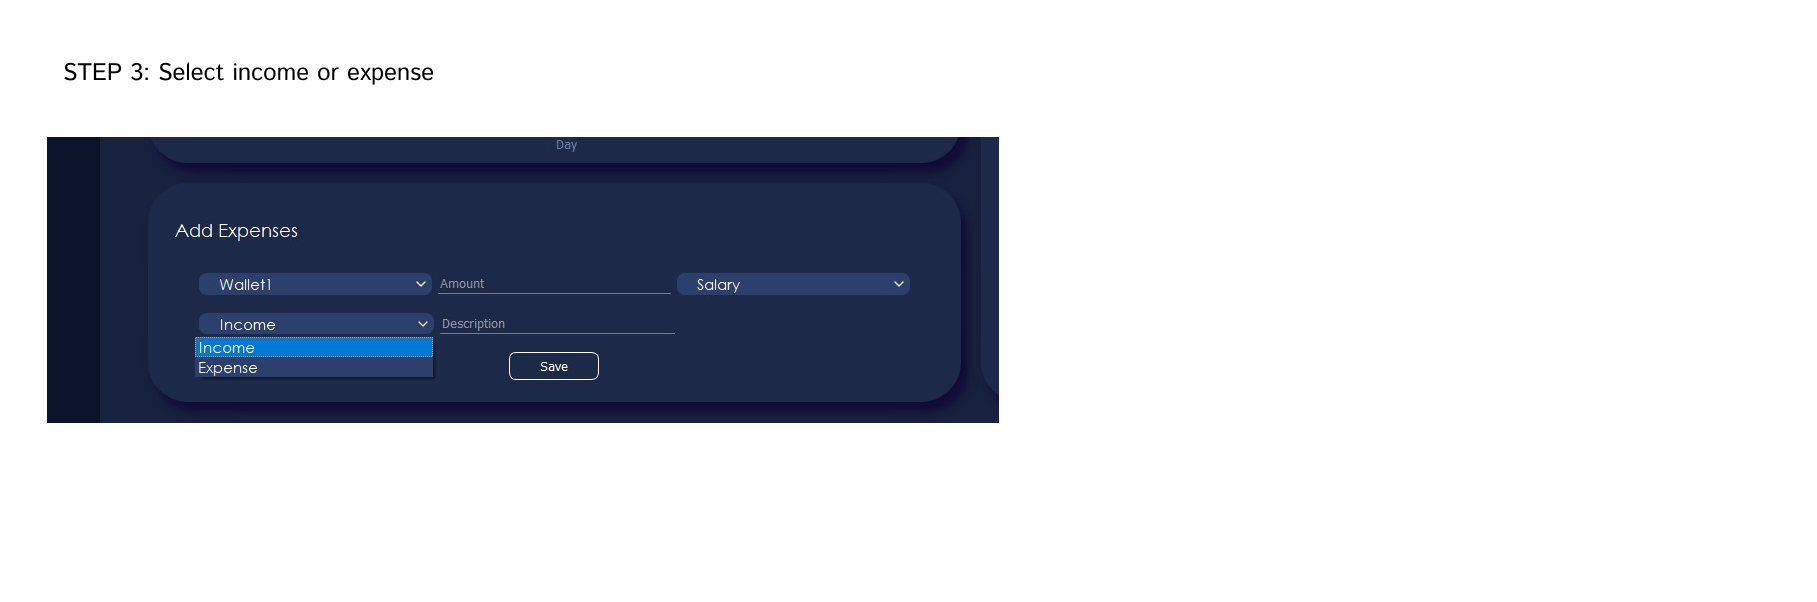 STEP 3: Select income or expense
Day
Add Expenses
Wallet1 Amount Salary
Income Description
Income
Expense
Save